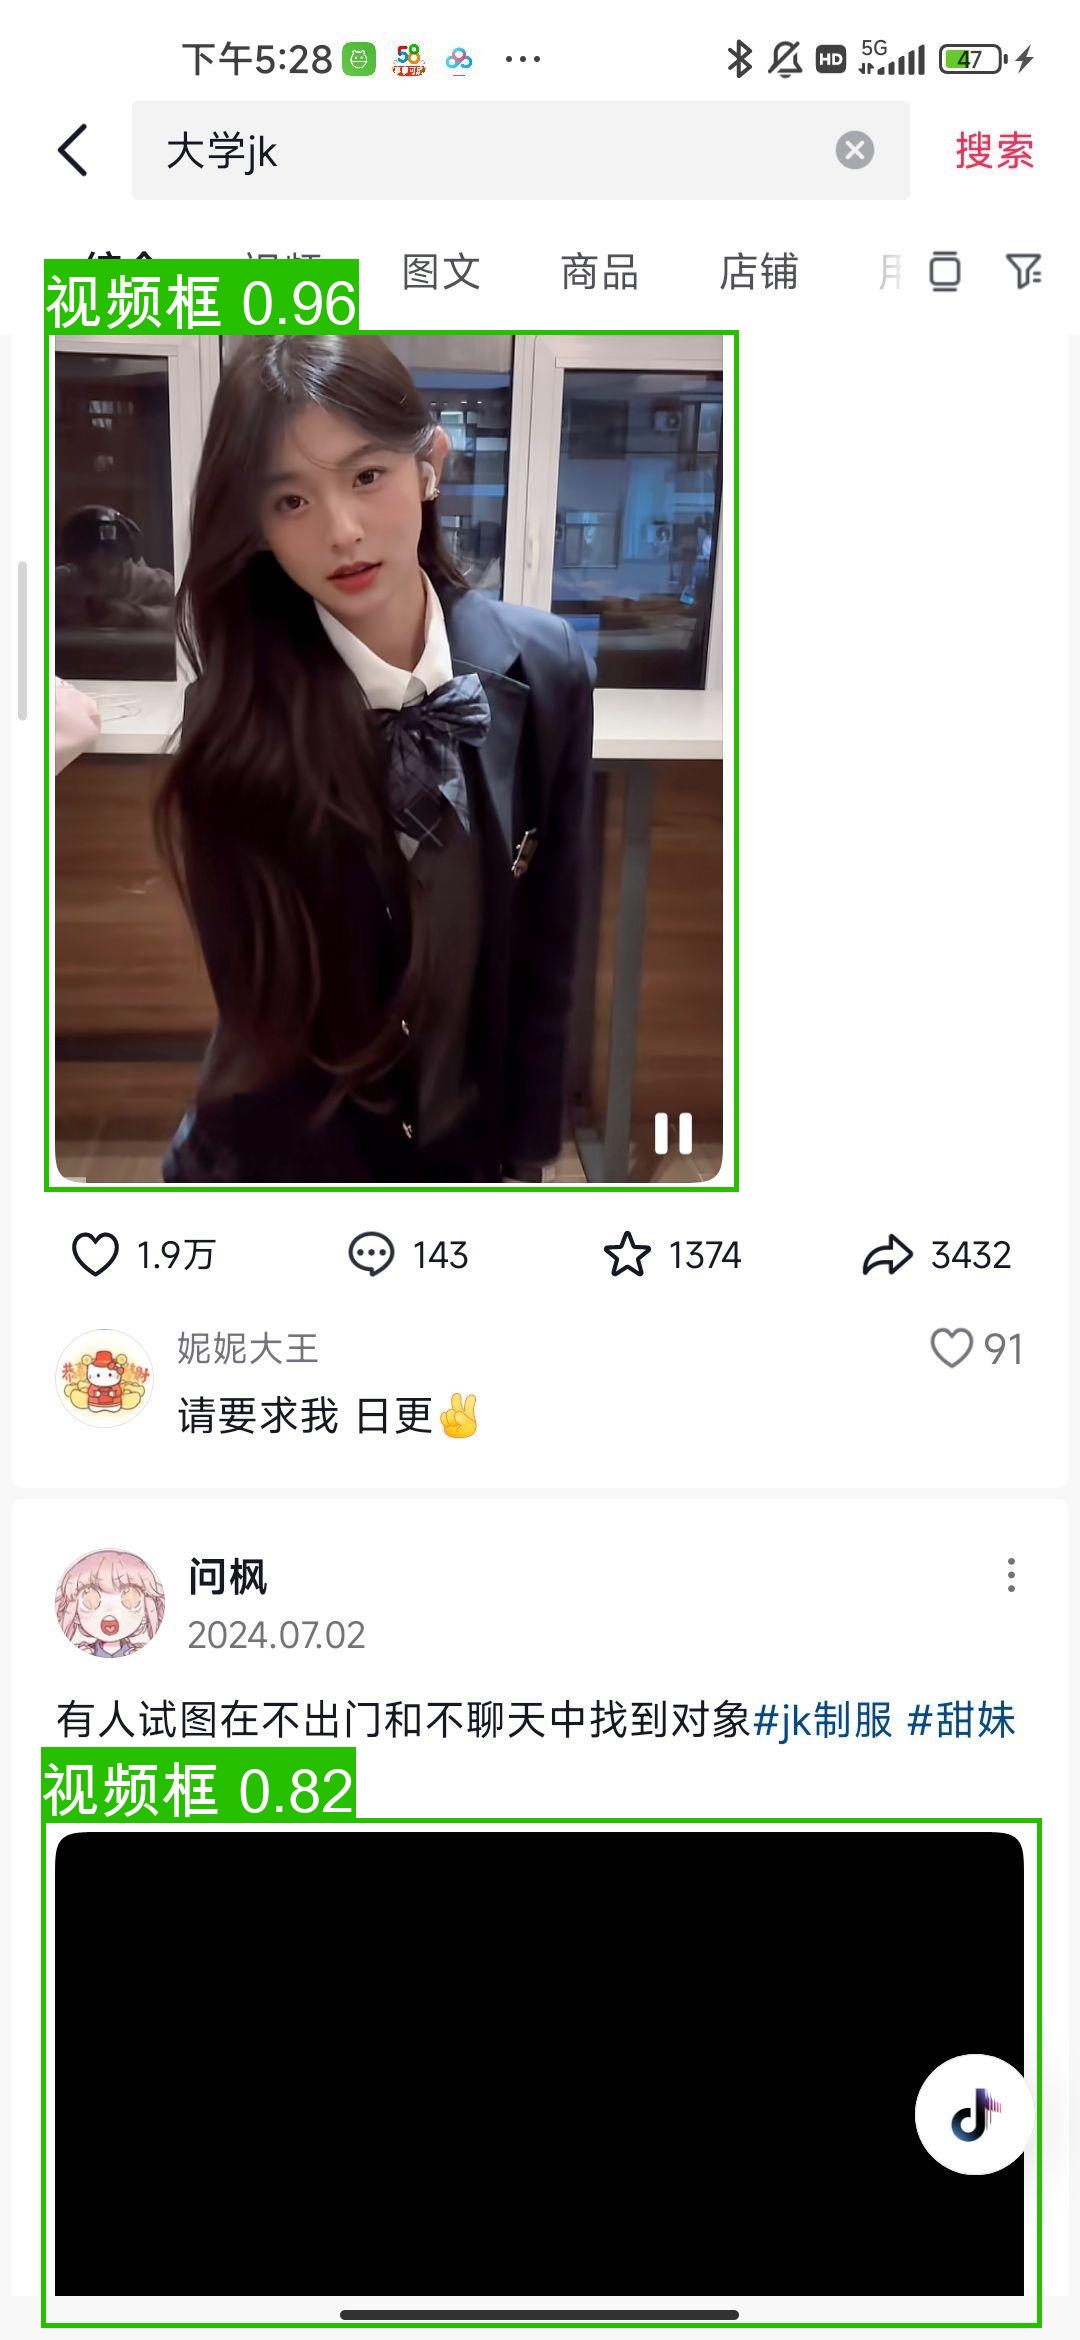 下午5:28
58
HD
5G
47
大学jk
搜索
图文
商品
店铺
视频框 0.96
1.9万
143
1374
3432
妮妮大王
91
请要求我 日更✌
问枫
2024.07.02
有人试图在不出门和不聊天中找到对象#jk制服 #甜妹
视频框 0.82